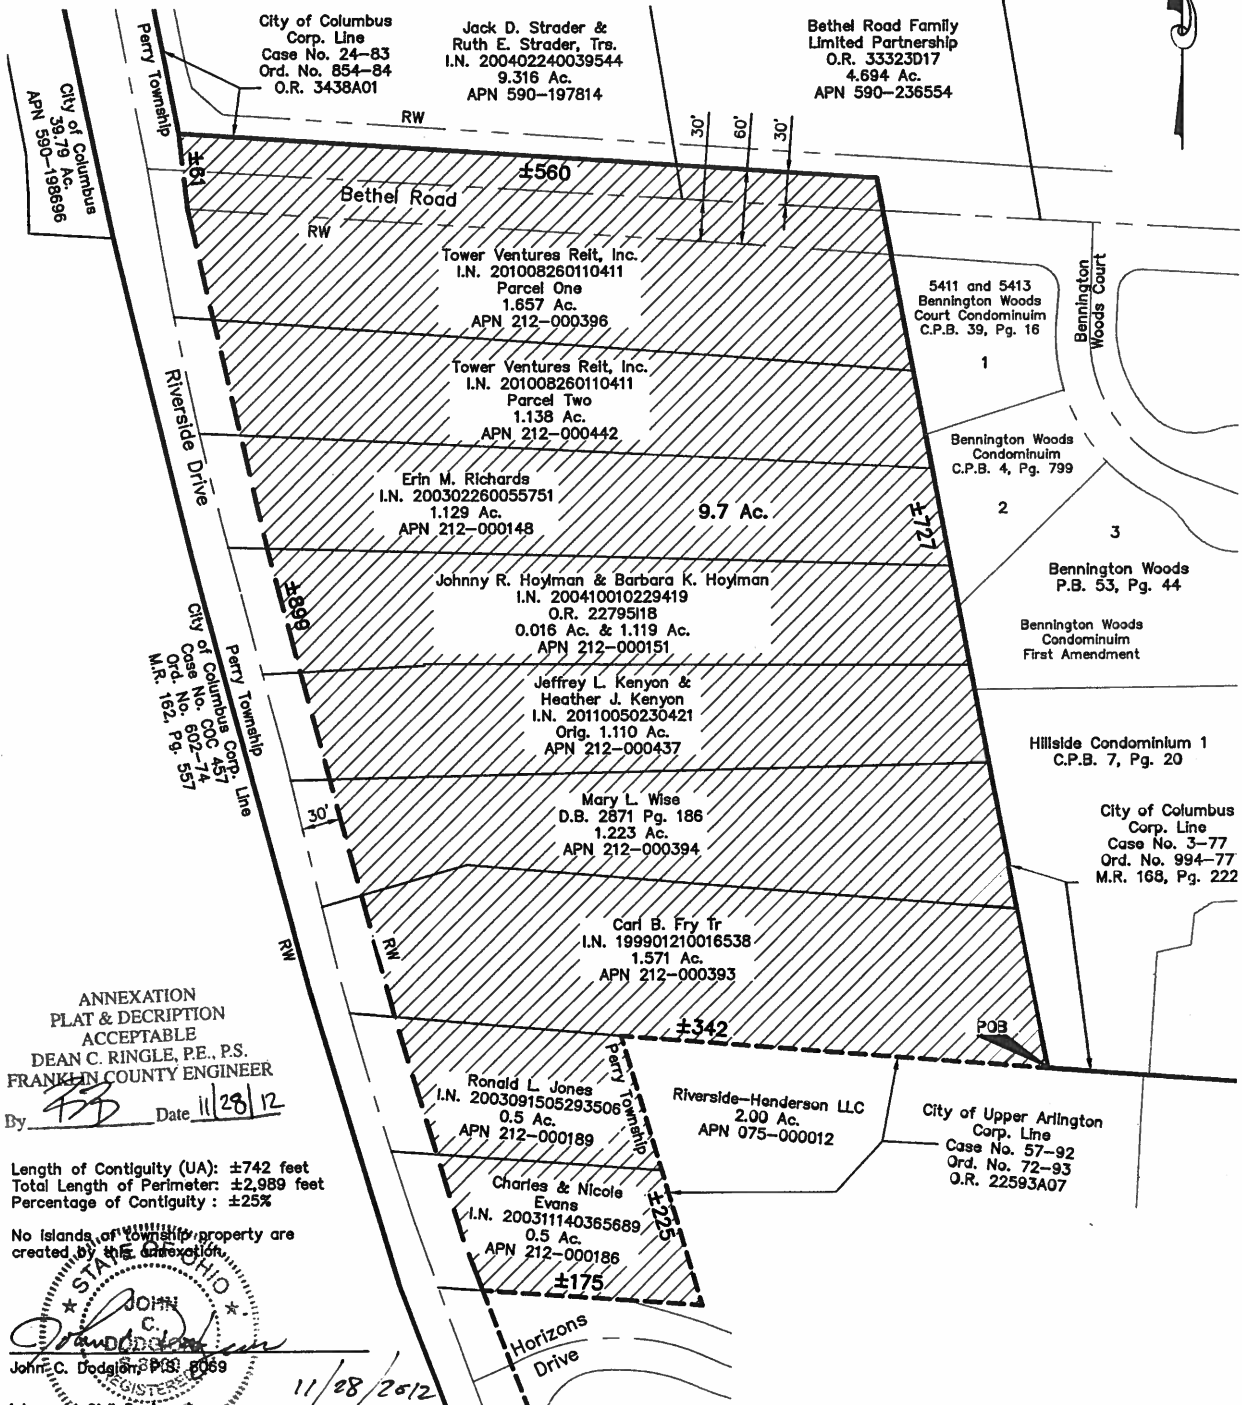 City of Columbus
Corp. Line
Case No. 24-83
Ord. No. 854-84
O.R. 3438A01
Jack D. Strader &
Ruth E. Strader, Trs.
I.N. 200402240039544
9.316 Ac.
APN 590-197814
Bethel Road Family
Limited Partnership
O.R. 33323D17
4.694 Ac.
APN 590-236554
Perry Township
City of Columbus
39.79 Ac.
APN 590-198696
RW
30'
60'
30'
±61
±560
Bethel Road
RW
Tower Ventures Reit, Inc.
I.N. 201008260110411
Parcel One
1.657 Ac.
APN 212-000396
5411 and 5413
Bennington Woods
Court Condominuim
C.P.B. 39, Pg. 16
1
Bennington
Woods Court
Tower Ventures Reit, Inc.
I.N. 201008260110411
Parcel Two
1.138 Ac.
APN 212-000442
Riverside Drive
Bennington Woods
Condominuim
C.P.B. 4, Pg. 799
2
Erin M. Richards
I.N. 200302260055751
1.129 Ac.
APN 212-000148
9.7 Ac.
±727
3
Bennington Woods
P.B. 53, Pg. 44
Bennington Woods
Condominuim
First Amendment
±899
Johnny R. Hoylman & Barbara K. Hoylman
I.N. 200410010229419
O.R. 22795I18
0.016 Ac. & 1.119 Ac.
APN 212-000151
Perry Township
City of Columbus Corp. Line
Case No. COC 457
Ord. No. 602-74
M.R. 162, Pg. 557
Jeffrey L. Kenyon &
Heather J. Kenyon
I.N. 20110050230421
Orig. 1.110 Ac.
APN 212-000437
Hillside Condominium 1
C.P.B. 7, Pg. 20
30'
Mary L. Wise
D.B. 2871 Pg. 186
1.223 Ac.
APN 212-000394
City of Columbus
Corp. Line
Case No. 3-77
Ord. No. 994-77
M.R. 168, Pg. 222
RW
RW
Carl B. Fry Tr
I.N. 199901210016538
1.571 Ac.
APN 212-000393
±342
POB
ANNEXATION
PLAT & DECRIPTION
ACCEPTABLE
DEAN C. RINGLE, P.E., P.S.
FRANKLIN COUNTY ENGINEER
By Date 11/28/12
Ronald L. Jones
I.N. 2003091505293506
0.5 Ac.
APN 212-000189
Perry Township
Riverside-Henderson LLC
2.00 Ac.
APN 075-000012
City of Upper Arlington
Corp. Line
Case No. 57-92
Ord. No. 72-93
O.R. 22593A07
Length of Contiguity (UA): ±742 feet
Total Length of Perimeter: ±2,989 feet
Percentage of Contiguity : ±25%
Charles & Nicole
Evans
I.N. 200311140365689
0.5 Ac.
APN 212-000186
±225
±175
No islands of township property are
created by this annexation.
STATE OF OHIO
JOHN
C.
DODGION
REGISTERED
John C. Dodgion, P.S. 8069
11/28/2012
Horizons
Drive